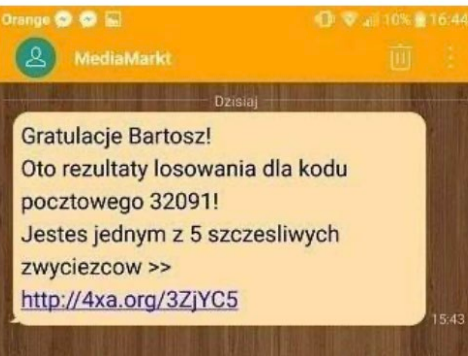 Orange 10% 16:44
MediaMarkt
Dzisiaj
Gratulacje Bartosz!
Oto rezultaty losowania dla kodu
pocztowego 32091!
Jestes jednym z 5 szczesliwych
zwyciezcow >>
http://4xa.org/3ZjYC5
15:43